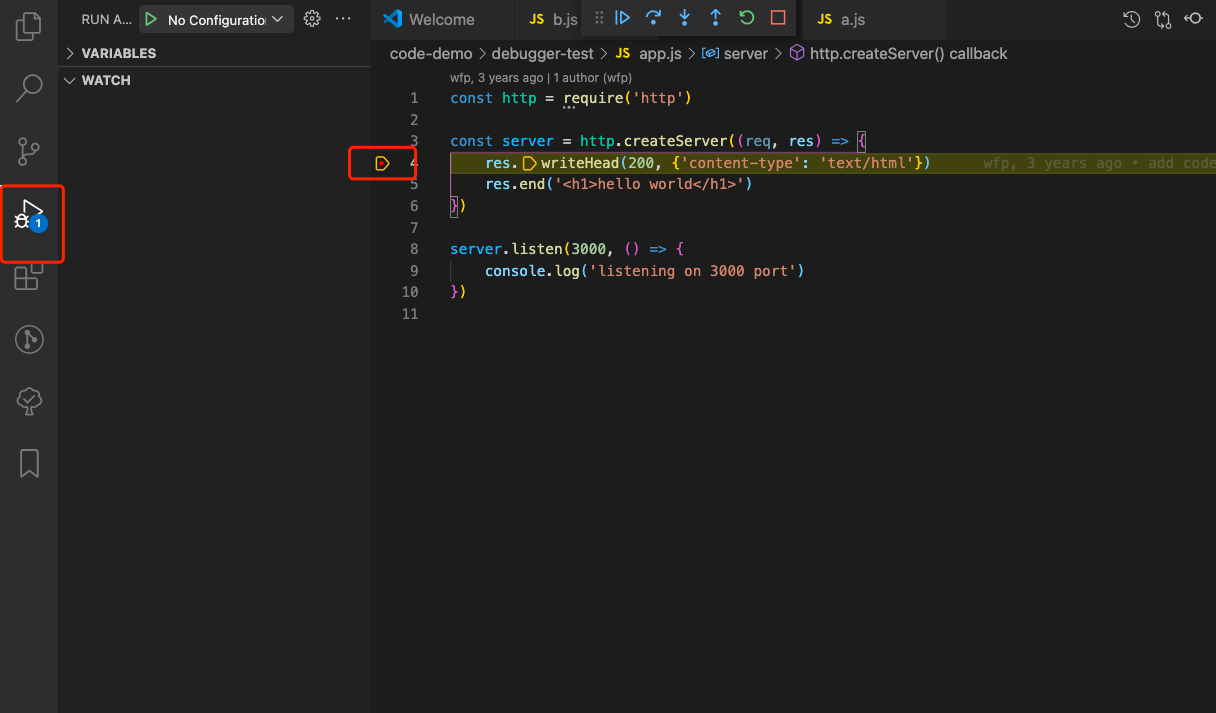 RUN A... No Configuration
VARIABLES
WATCH
1
Welcome
JS b.js
JS a.js
code-demo > debugger-test > JS app.js > server > http.createServer() callback
wfp, 3 years ago | 1 author (wfp)
1 const http = require('http')
2
3 const server = http.createServer((req, res) => {
4 res.writeHead(200, {'content-type': 'text/html'}) wfp, 3 years ago • add code
5 res.end('<h1>hello world</h1>')
6 })
7
8 server.listen(3000, () => {
9 console.log('listening on 3000 port')
10 })
11